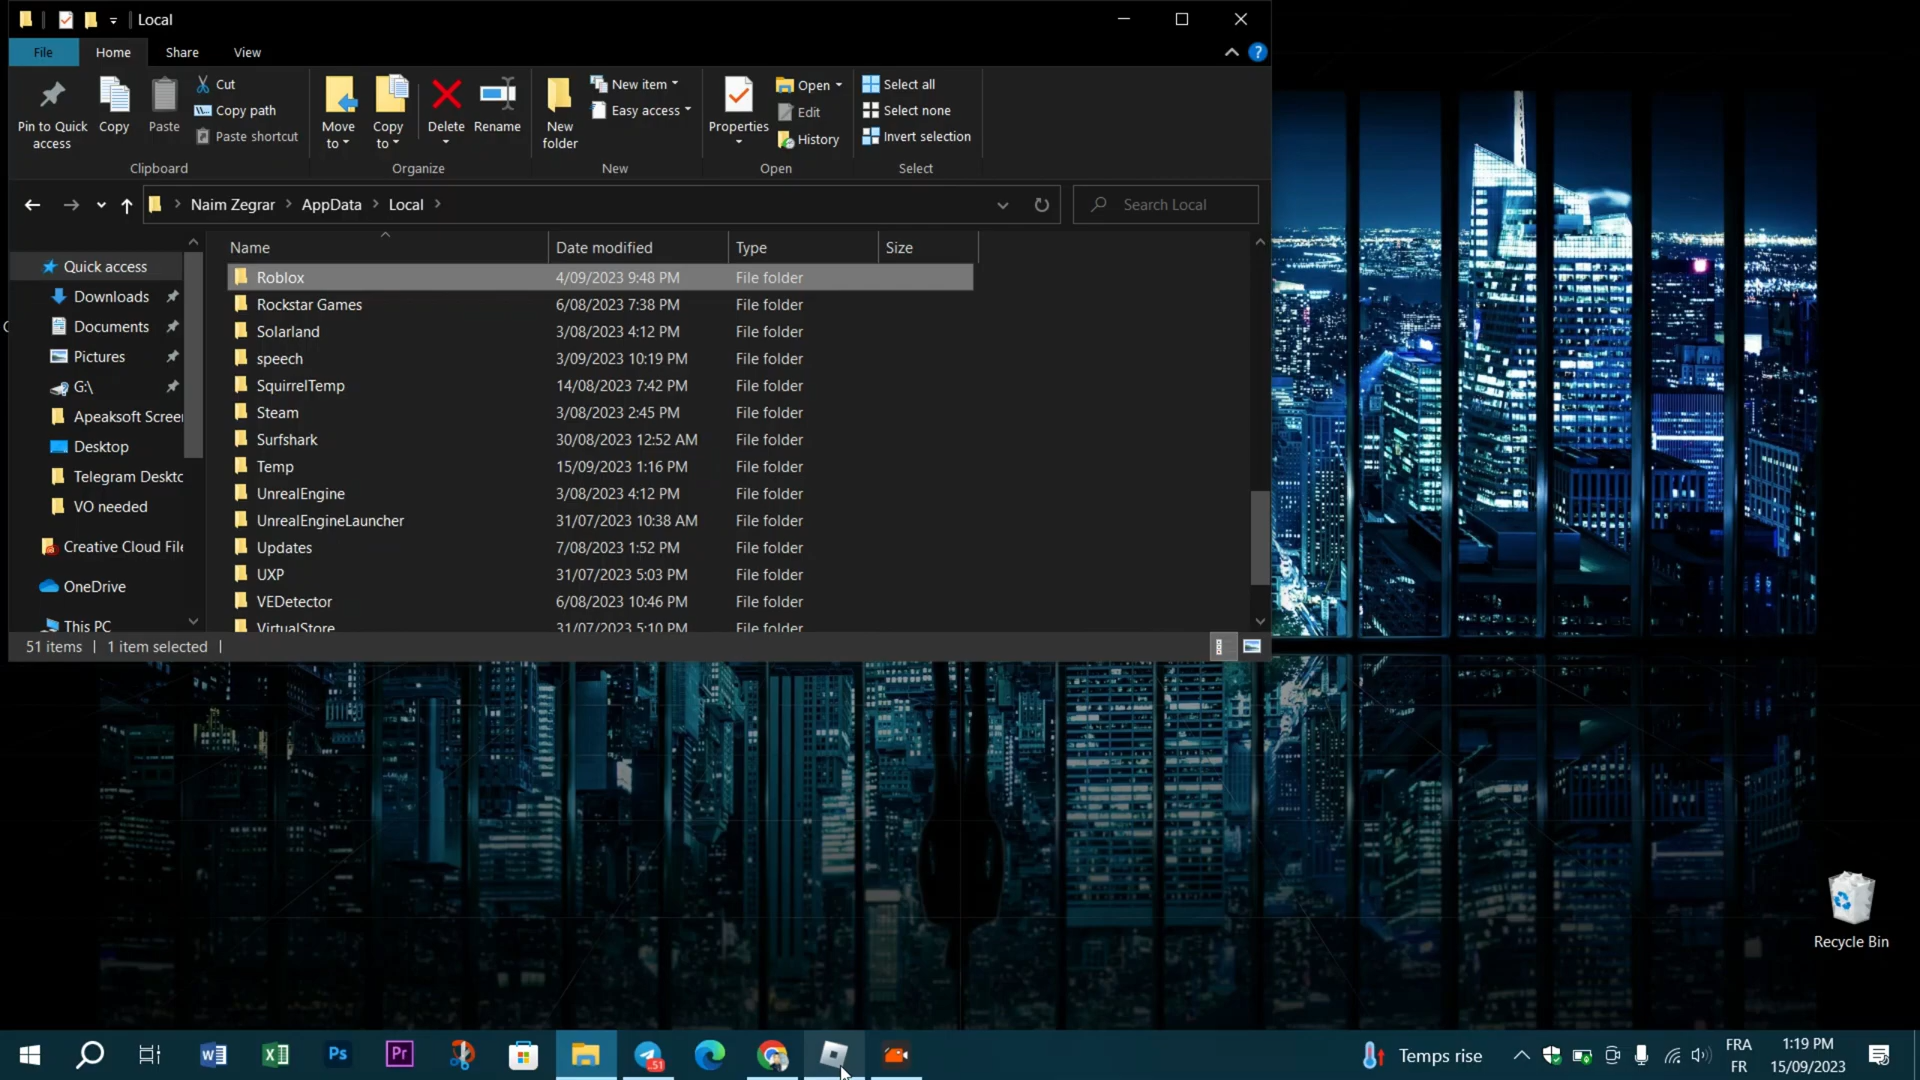 Local
File Home Share View
Pin to Quick access
Copy
Paste
Cut
Copy path
Paste shortcut
Clipboard
Move to
Copy to
Delete
Rename
Organize
New folder
New item
Easy access
New
Properties
Open
Edit
History
Open
Select all
Select none
Invert selection
Select
Naim Zegrar AppData Local
Search Local
Quick access
Downloads
Documents
Pictures
G:\
Apeaksoft Screer
Desktop
Telegram Deskto
VO needed
Creative Cloud File
OneDrive
This PC
Name Date modified Type Size
Roblox 4/09/2023 9:48 PM File folder
Rockstar Games 6/08/2023 7:38 PM File folder
Solarland 3/08/2023 4:12 PM File folder
speech 3/09/2023 10:19 PM File folder
SquirrelTemp 14/08/2023 7:42 PM File folder
Steam 3/08/2023 2:45 PM File folder
Surfshark 30/08/2023 12:52 AM File folder
Temp 15/09/2023 1:16 PM File folder
UnrealEngine 3/08/2023 4:12 PM File folder
UnrealEngineLauncher 31/07/2023 10:38 AM File folder
Updates 7/08/2023 1:52 PM File folder
UXP 31/07/2023 5:03 PM File folder
VEDetector 6/08/2023 10:46 PM File folder
VirtualStore 31/07/2023 5:10 PM File folder
51 items 1 item selected
Recycle Bin
Ps
Pr
51
Temps rise
FRA
FR
1:19 PM
15/09/2023